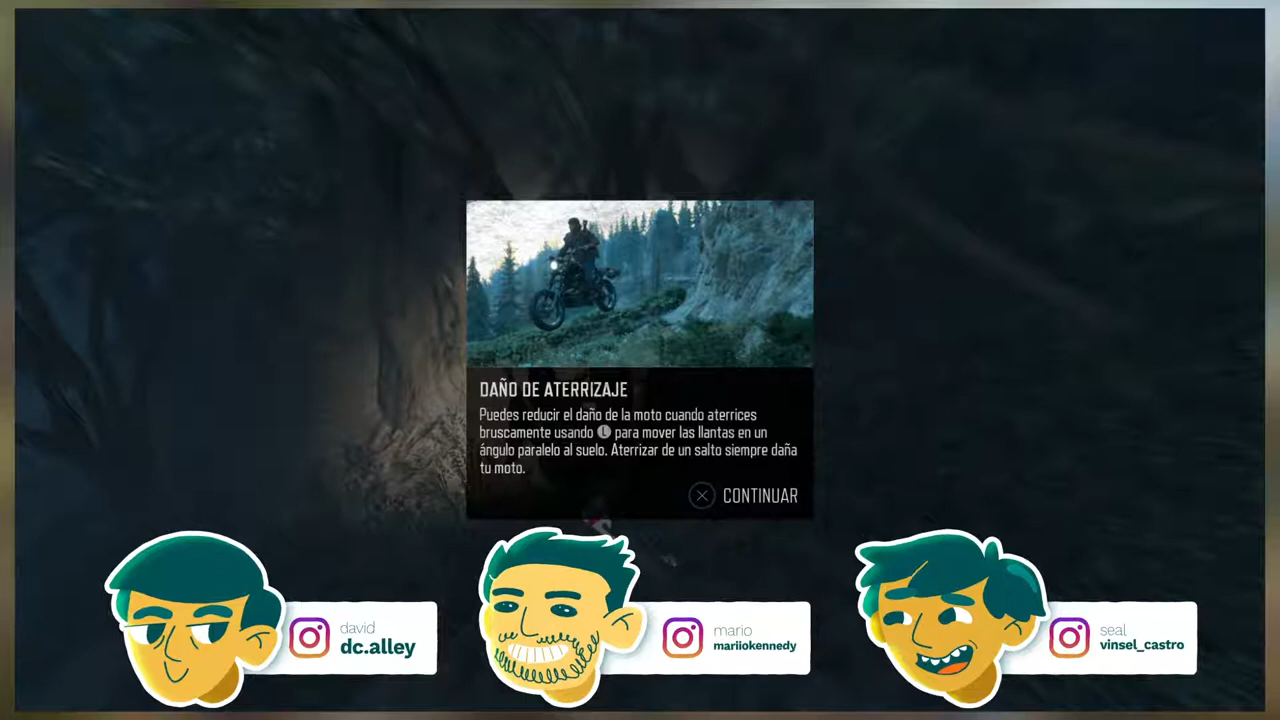 DAÑO DE ATERRIZAJE
Puedes reducir el daño de la moto cuando aterrices
bruscamente usando L para mover las llantas en un
ángulo paralelo al suelo. Aterrizar de un salto siempre daña
tu moto.
CONTINUAR
david
dc.alley
mario
mariiokennedy
seal
vinsel_castro